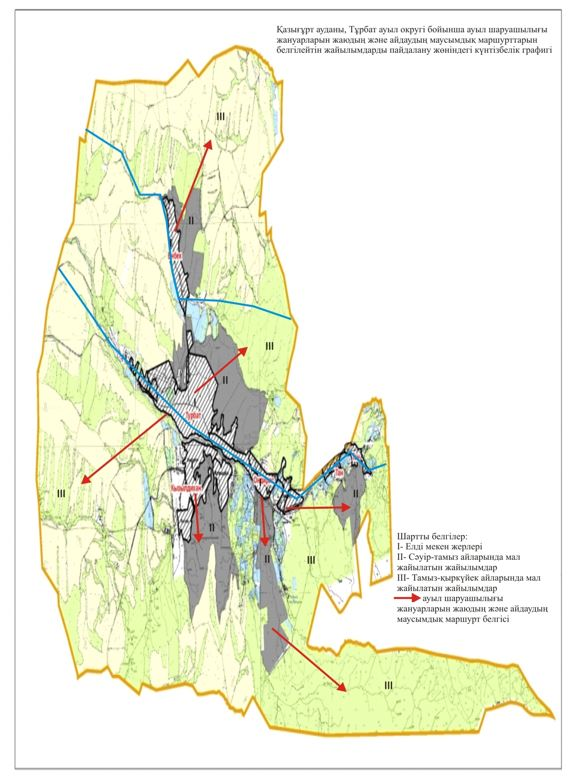 Қазығұрт ауданы, Тұрбат ауыл округі бойынша ауыл шаруашылығы
жануарларын жаюдың және айдаудың маусымдық маршруттарын
белгілейтін жайылымдарды пайдалану жөніндегі күнтізбелік графигі
III
II
III
II
I
Тұрбат
III
Қызылдихан
II
II
II
III
III
Шартты белгілер:
I- Елді мекен жерлері
II- Сәуір-тамыз айларында мал
жайылатын жайылымдар
III- Тамыз-қыркүйек айларында мал
жайылатын жайылымдар
ауыл шаруашылығы
жануарларын жаюдың және айдаудың
маусымдық маршрут белгісі